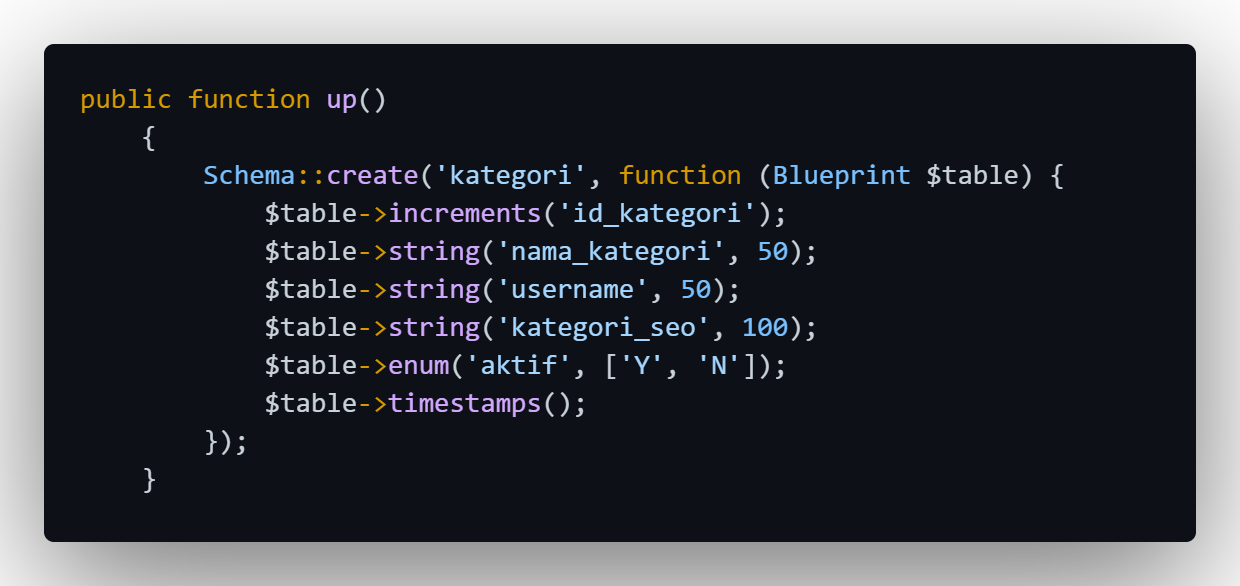 public function up()
    {
        Schema::create('kategori', function (Blueprint $table) {
            $table->increments('id_kategori');
            $table->string('nama_kategori', 50);
            $table->string('username', 50);
            $table->string('kategori_seo', 100);
            $table->enum('aktif', ['Y', 'N']);
            $table->timestamps();
        });
    }